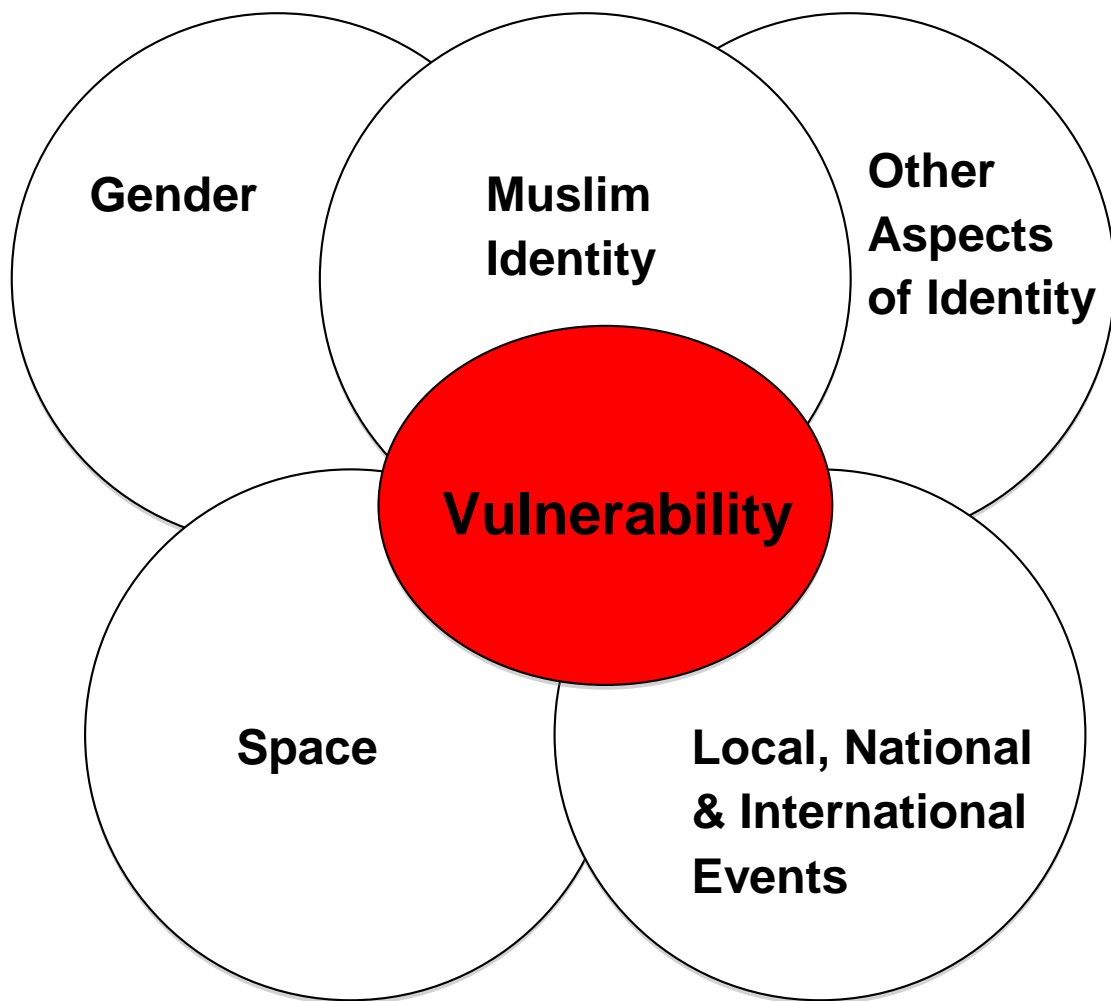 Gender
Muslim
Identity
Other
Aspects
of Identity
Vulnerability
Space
Local, National
& International
Events